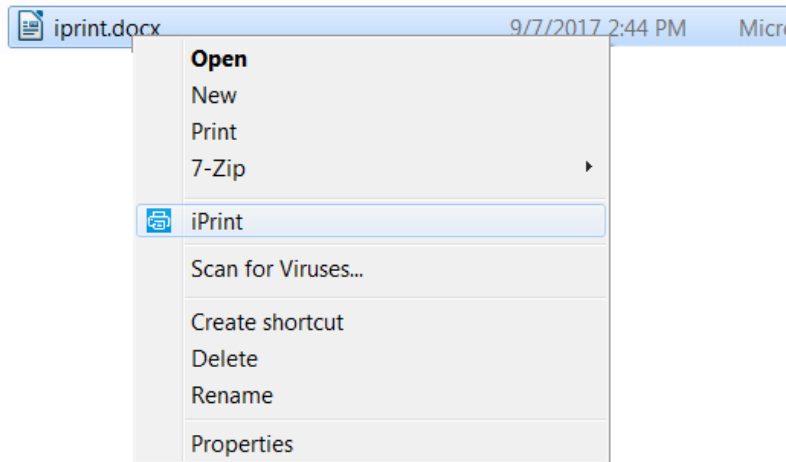 iprint.docx 9/7/2017 2:44 PM
Open
New
Print
7-Zip
iPrint
Scan for Viruses...
Create shortcut
Delete
Rename
Properties